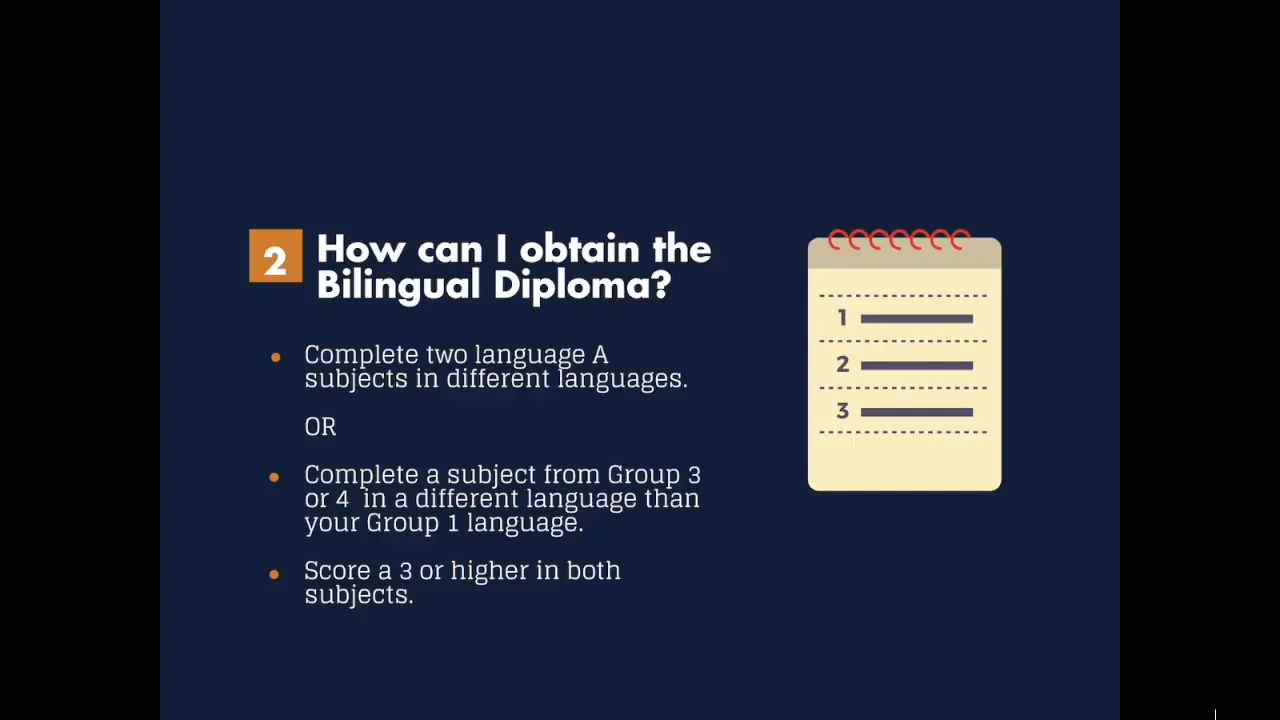 2
How can I obtain the
Bilingual Diploma?
• Complete two language A
subjects in different languages.
OR
• Complete a subject from Group 3
or 4 in a different language than
your Group 1 language.
• Score a 3 or higher in both
subjects.
1
2
3